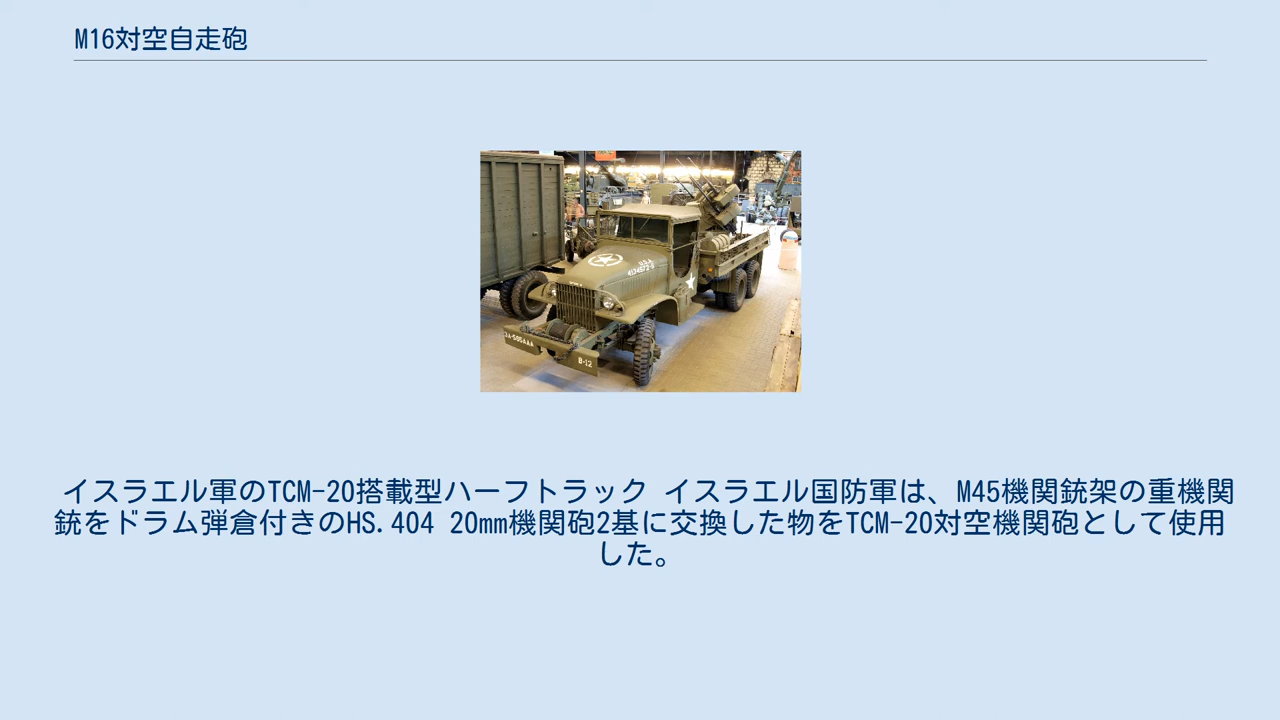 M16対空自走砲
U.S.A.
4134572-S
2A-505AAA
B-12
イスラエル軍のTCM-20搭載型ハーフトラック イスラエル国防軍は、M45機関銃架の重機関
銃をドラム弾倉付きのHS.404 20mm機関砲2基に交換した物をTCM-20対空機関砲として使用
した。